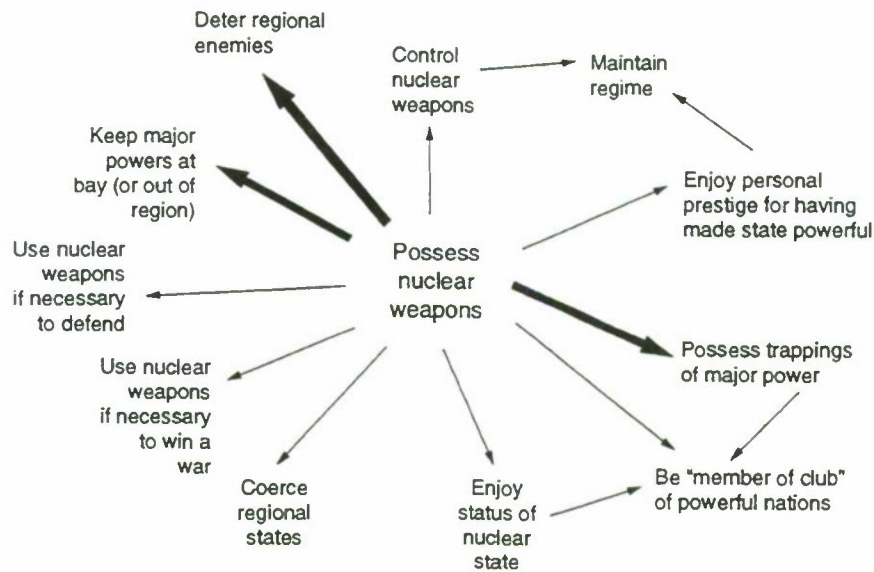 Deter regional
enemies
Control
nuclear
weapons
Maintain
regime
Keep major
powers at
bay (or out of
region)
Enjoy personal
prestige for having
made state powerful
Possess
nuclear
weapons
Use nuclear
weapons
if necessary
to defend
Possess trappings
of major power
Use nuclear
weapons
if necessary
to win a
war
Coerce
regional
states
Enjoy
status of
nuclear
state
Be "member of club"
of powerful nations